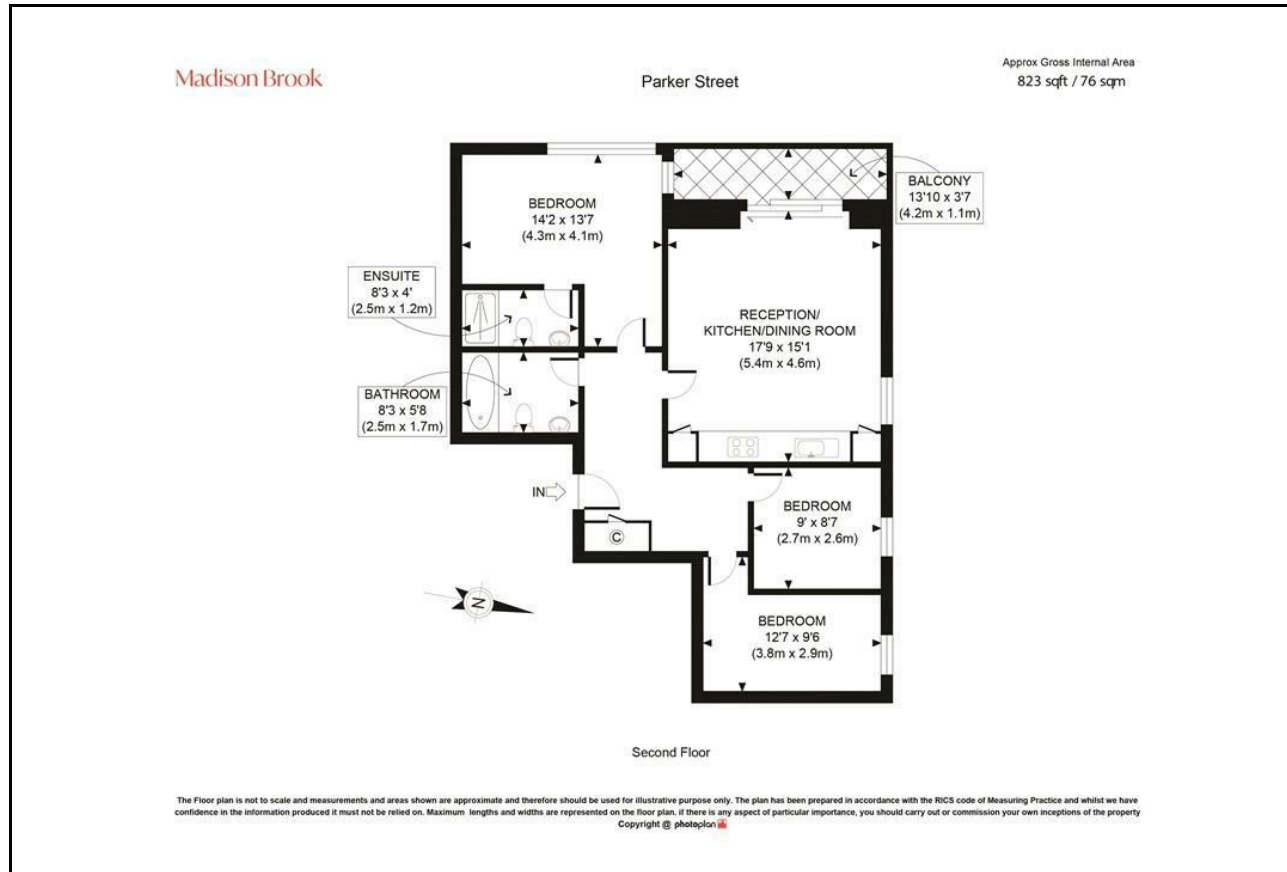 Madison Brook
Parker Street
Approx Gross Internal Area
823 sqft / 76 sqm
BEDROOM
14'2 x 13'7
(4.3m x 4.1m)
BALCONY
13'10 x 3'7
(4.2m x 1.1m)
ENSUITE
8'3 x 4'
(2.5m x 1.2m)
RECEPTION/
KITCHEN/DINING ROOM
17'9 x 15'1
(5.4m x 4.6m)
BATHROOM
8'3 x 5'8
(2.5m x 1.7m)
IN
C
BEDROOM
9' x 8'7
(2.7m x 2.6m)
N
BEDROOM
12'7 x 9'6
(3.8m x 2.9m)
Second Floor
The Floor plan is not to scale and measurements and areas shown are approximate and therefore should be used for illustrative purpose only. The plan has been prepared in accordance with the RICS code of Measuring Practice and whilst we have
confidence in the information produced it must not be relied on. Maximum lengths and widths are represented on the floor plan. if there is any aspect of particular importance, you should carry out or commission your own inceptions of the property
Copyright @ photoplan